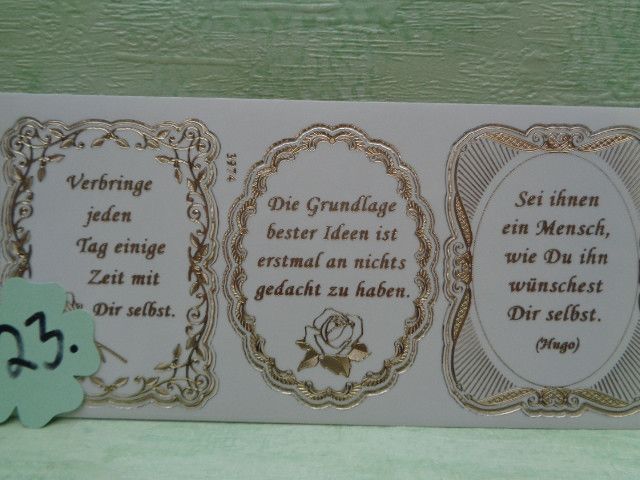 Verbringe
jeden
Tag einige
Zeit mit
Dir selbst.
3974
Die Grundlage
bester Ideen ist
erstmal an nichts
gedacht zu haben.
Sei ihnen
ein Mensch,
wie Du ihn
wünschest
Dir selbst.
(Hugo)
23.